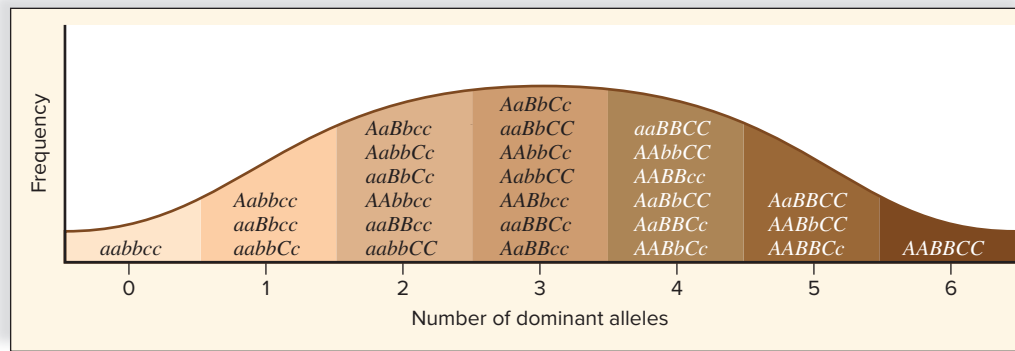 Frequency
AaBbCc
AaBbcc aaBbCC aaBBCC
AabbCc AAbbCc AAbbCC
aaBbCc AabbCC AABBcc
Aabbcc AAbbcc AABbcc AaBbCC AaBBCC
aaBbcc aaBBcc aaBBCc AaBBCc AABbCC
aabbcc aabbCc aabbCC AaBBcc AABbCc AABBCc AABBCC
0 1 2 3 4 5 6
Number of dominant alleles